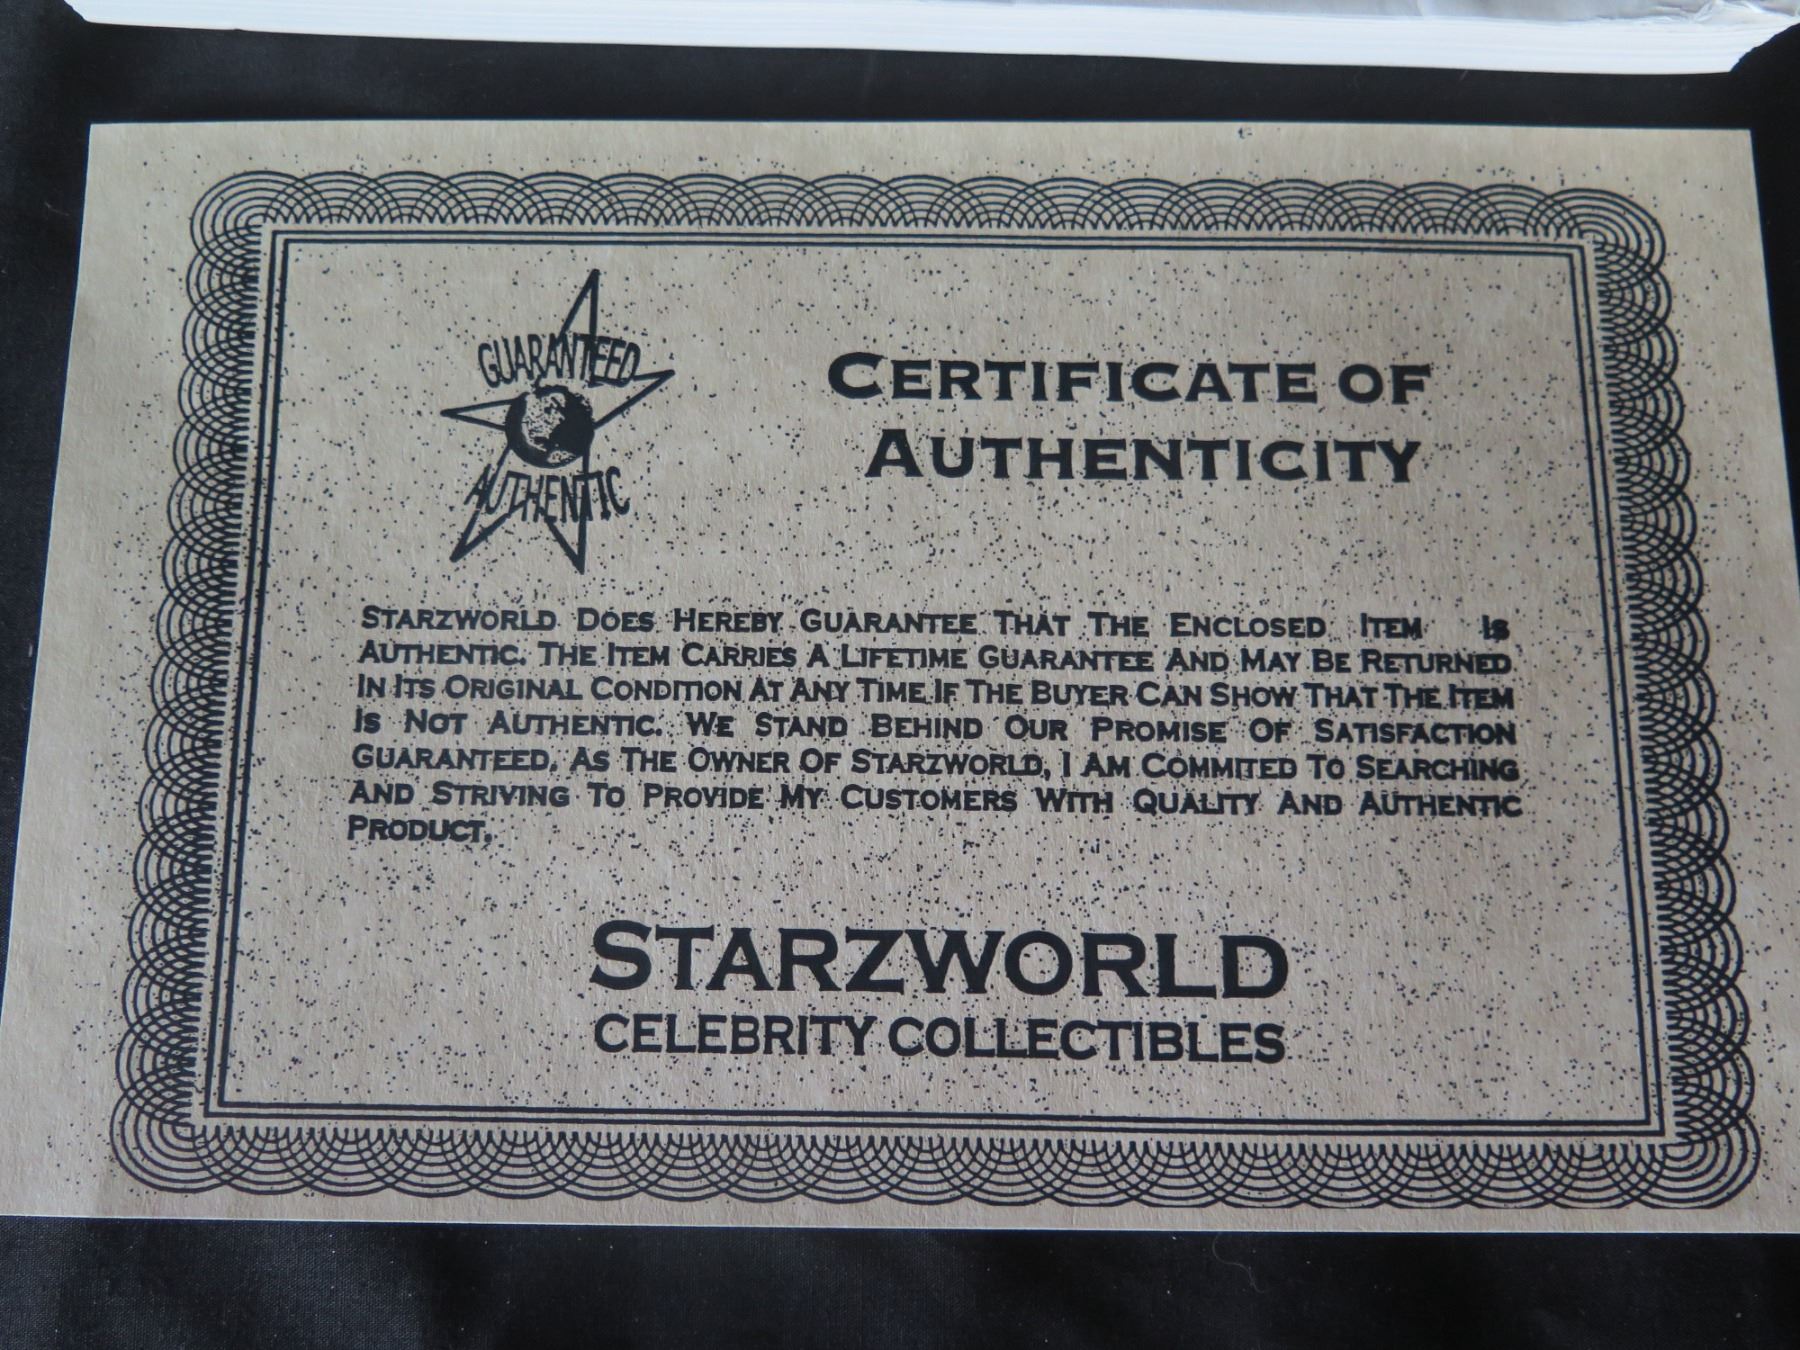 GUARANTEED
AUTHENTIC
CERTIFICATE OF
AUTHENTICITY
STARZWORLD DOES HEREBY GUARANTEE THAT THE ENCLOSED ITEM IS
AUTHENTIC. THE ITEM CARRIES A LIFETIME GUARANTEE AND MAY BE RETURNED
IN ITS ORIGINAL CONDITION AT ANY TIME IF THE BUYER CAN SHOW THAT THE ITEM
IS NOT AUTHENTIC. WE STAND BEHIND OUR PROMISE OF SATISFACTION
GUARANTEED. AS THE OWNER OF STARZWORLD, I AM COMMITED TO SEARCHING
AND STRIVING TO PROVIDE MY CUSTOMERS WITH QUALITY AND AUTHENTIC
PRODUCT.
STARZWORLD
CELEBRITY COLLECTIBLES